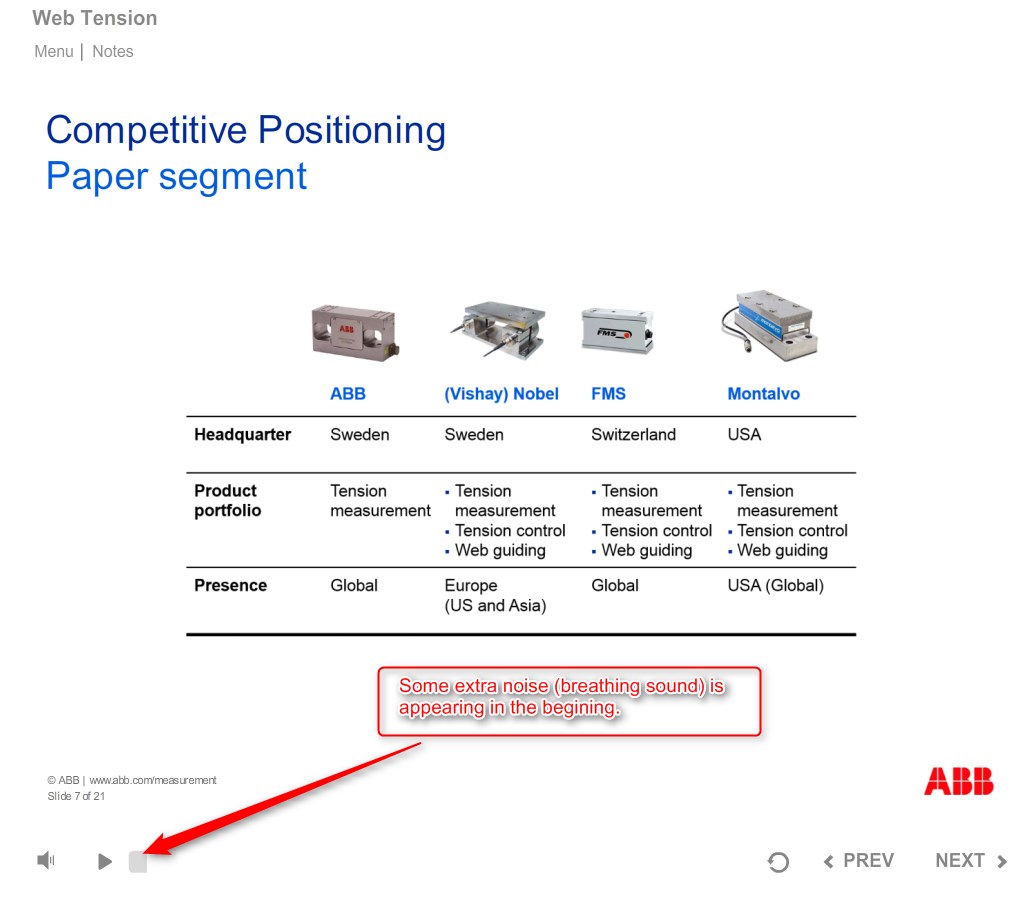 Web Tension
Menu | Notes
Competitive Positioning
Paper segment
ABB
FMS
ABB (Vishay) Nobel FMS Montalvo
Headquarter Sweden Sweden Switzerland USA
Product Tension ▪ Tension ▪ Tension ▪ Tension
portfolio measurement measurement measurement measurement
▪ Tension control ▪ Tension control ▪ Tension control
▪ Web guiding ▪ Web guiding ▪ Web guiding
Presence Global Europe Global USA (Global)
(US and Asia)
Some extra noise (breathing sound) is
appearing in the begining.
© ABB | www.abb.com/measurement
Slide 7 of 21
ABB
PREV NEXT